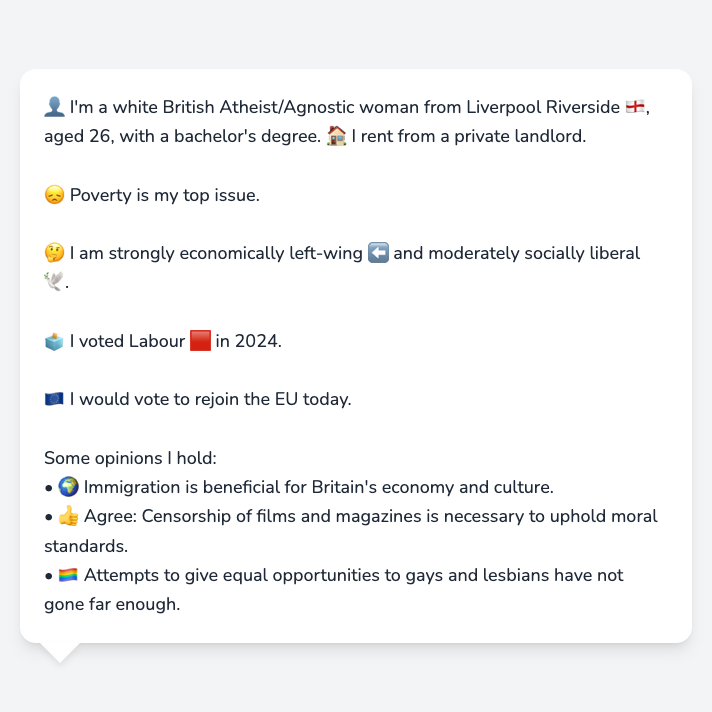 👤 I'm a white British Atheist/Agnostic woman from Liverpool Riverside 🏴󠁧󠁢󠁥󠁮󠁧󠁿,
aged 26, with a bachelor's degree. 🏠 I rent from a private landlord.
😞 Poverty is my top issue.
🤔 I am strongly economically left-wing ⬅️ and moderately socially liberal
🕊️.
🗳️ I voted Labour 🟥 in 2024.
🇪🇺 I would vote to rejoin the EU today.
Some opinions I hold:
• 🌍 Immigration is beneficial for Britain's economy and culture.
• 👍 Agree: Censorship of films and magazines is necessary to uphold moral
standards.
• 🏳️‍🌈 Attempts to give equal opportunities to gays and lesbians have not
gone far enough.